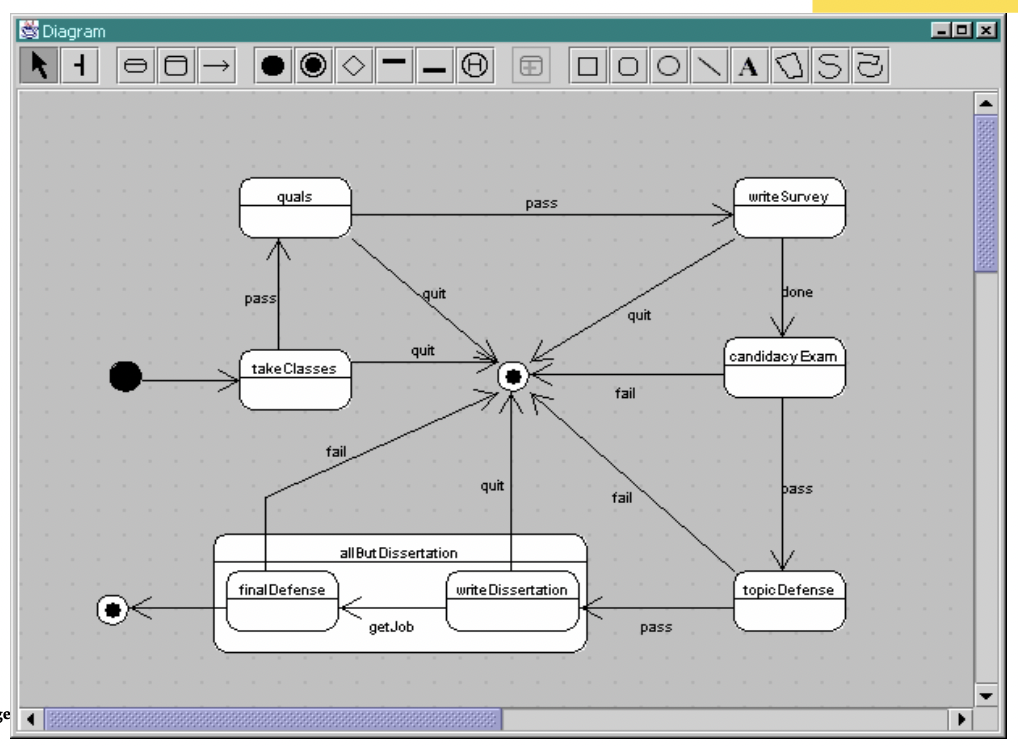 Diagram
A
H
quals
writeSurvey
pass
quit
done
pass
quit
quit
takeClasses
candidacyExam
fail
fail
quit
fail
pass
allButDissertation
finalDefense
writeDissertation
topicDefense
getJob
pass
ge